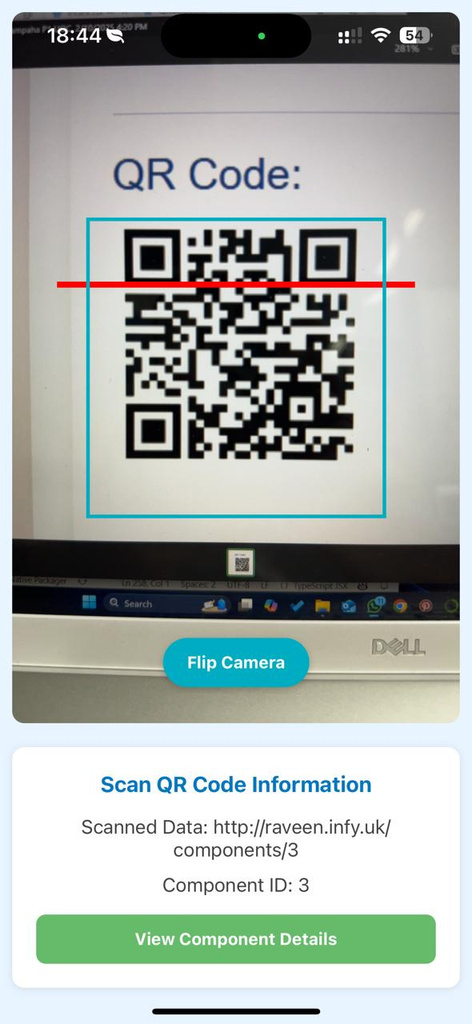 18:44
54
281%
QR Code:
Search
DELL
Flip Camera
Scan QR Code Information
Scanned Data: http://raveen.infy.uk/
components/3
Component ID: 3
View Component Details